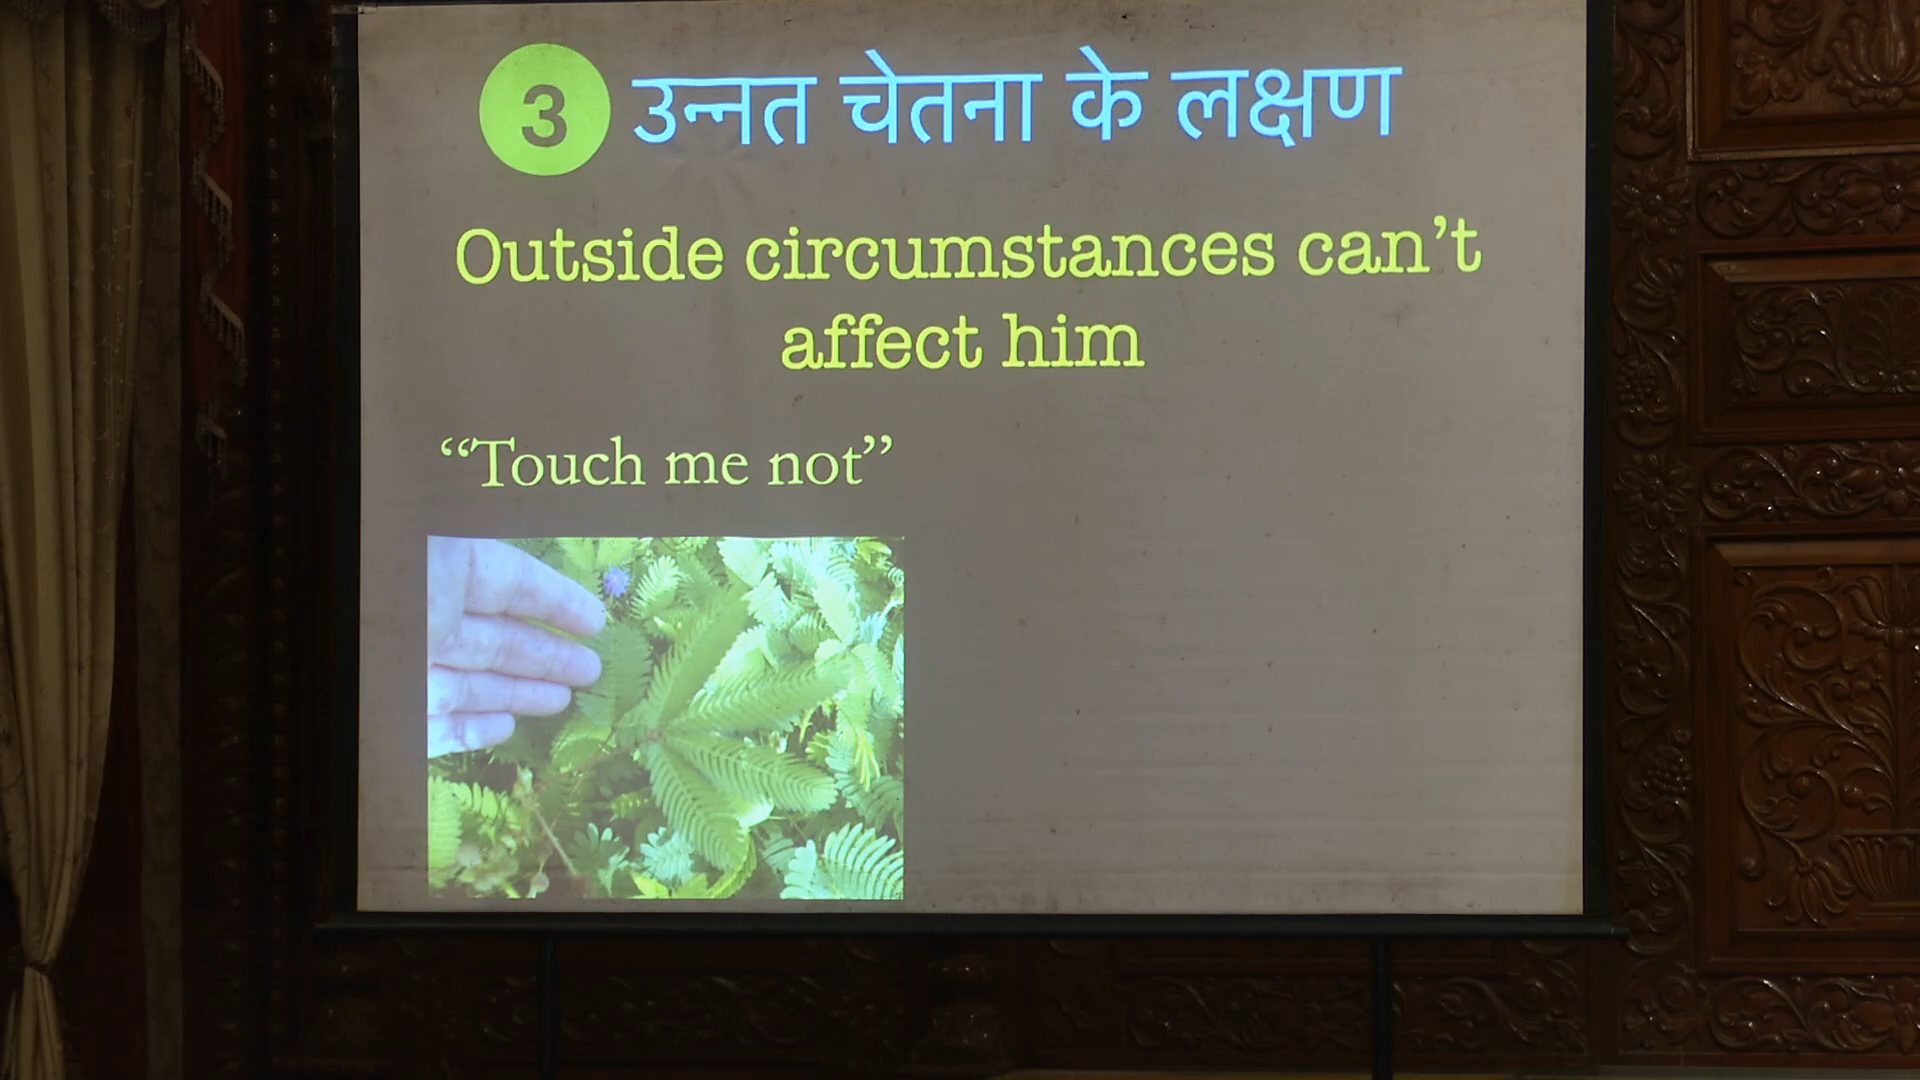 3 उन्नत चेतना के लक्षण
Outside circumstances can’t
affect him
“Touch me not”